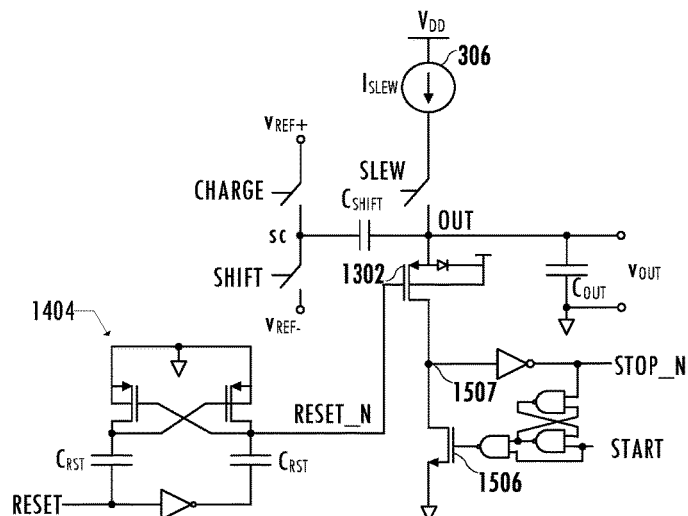 VDD
306
ISLEW
VREF+
SLEW
CHARGE
CSHIFT
OUT
sc
1302
SHIFT
COUT
vOUT
VREF-
1404
1507
STOP_N
RESET_N
CRST
CRST
START
1506
RESET